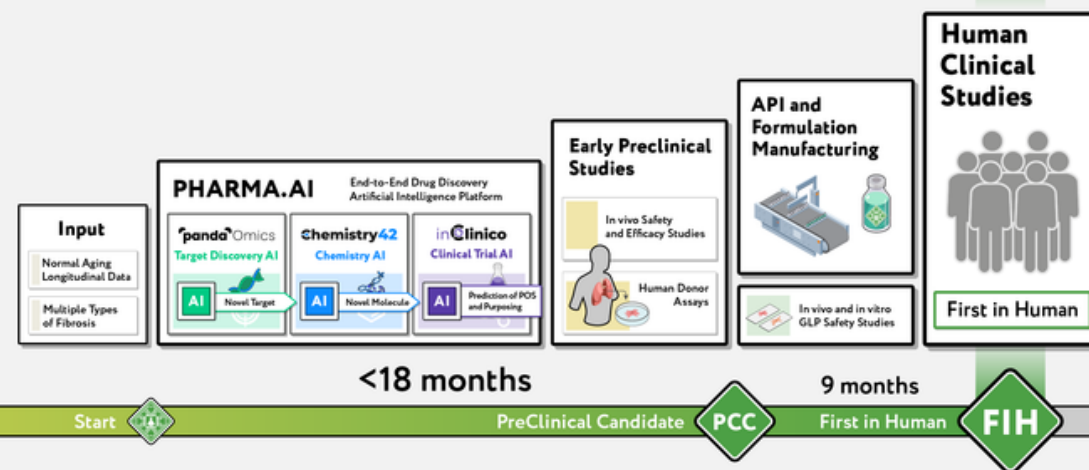 Input
Normal Aging
Longitudinal Data
Multiple Types
of Fibrosis
PHARMA.AI
End-to-End Drug Discovery
Artificial Intelligence Platform
pandaOmics
Target Discovery AI
AI
Novel Target
Chemistry42
Chemistry AI
AI
Novel Molecule
inClinico
Clinical Trial AI
AI
Prediction of POS
and Purposing
Early Preclinical
Studies
In vivo Safety
and Efficacy Studies
Human Donor
Assays
API and
Formulation
Manufacturing
In vivo and in vitro
GLP Safety Studies
Human
Clinical
Studies
First in Human
<18 months
9 months
Start
PreClinical Candidate
PCC
First in Human
FIH